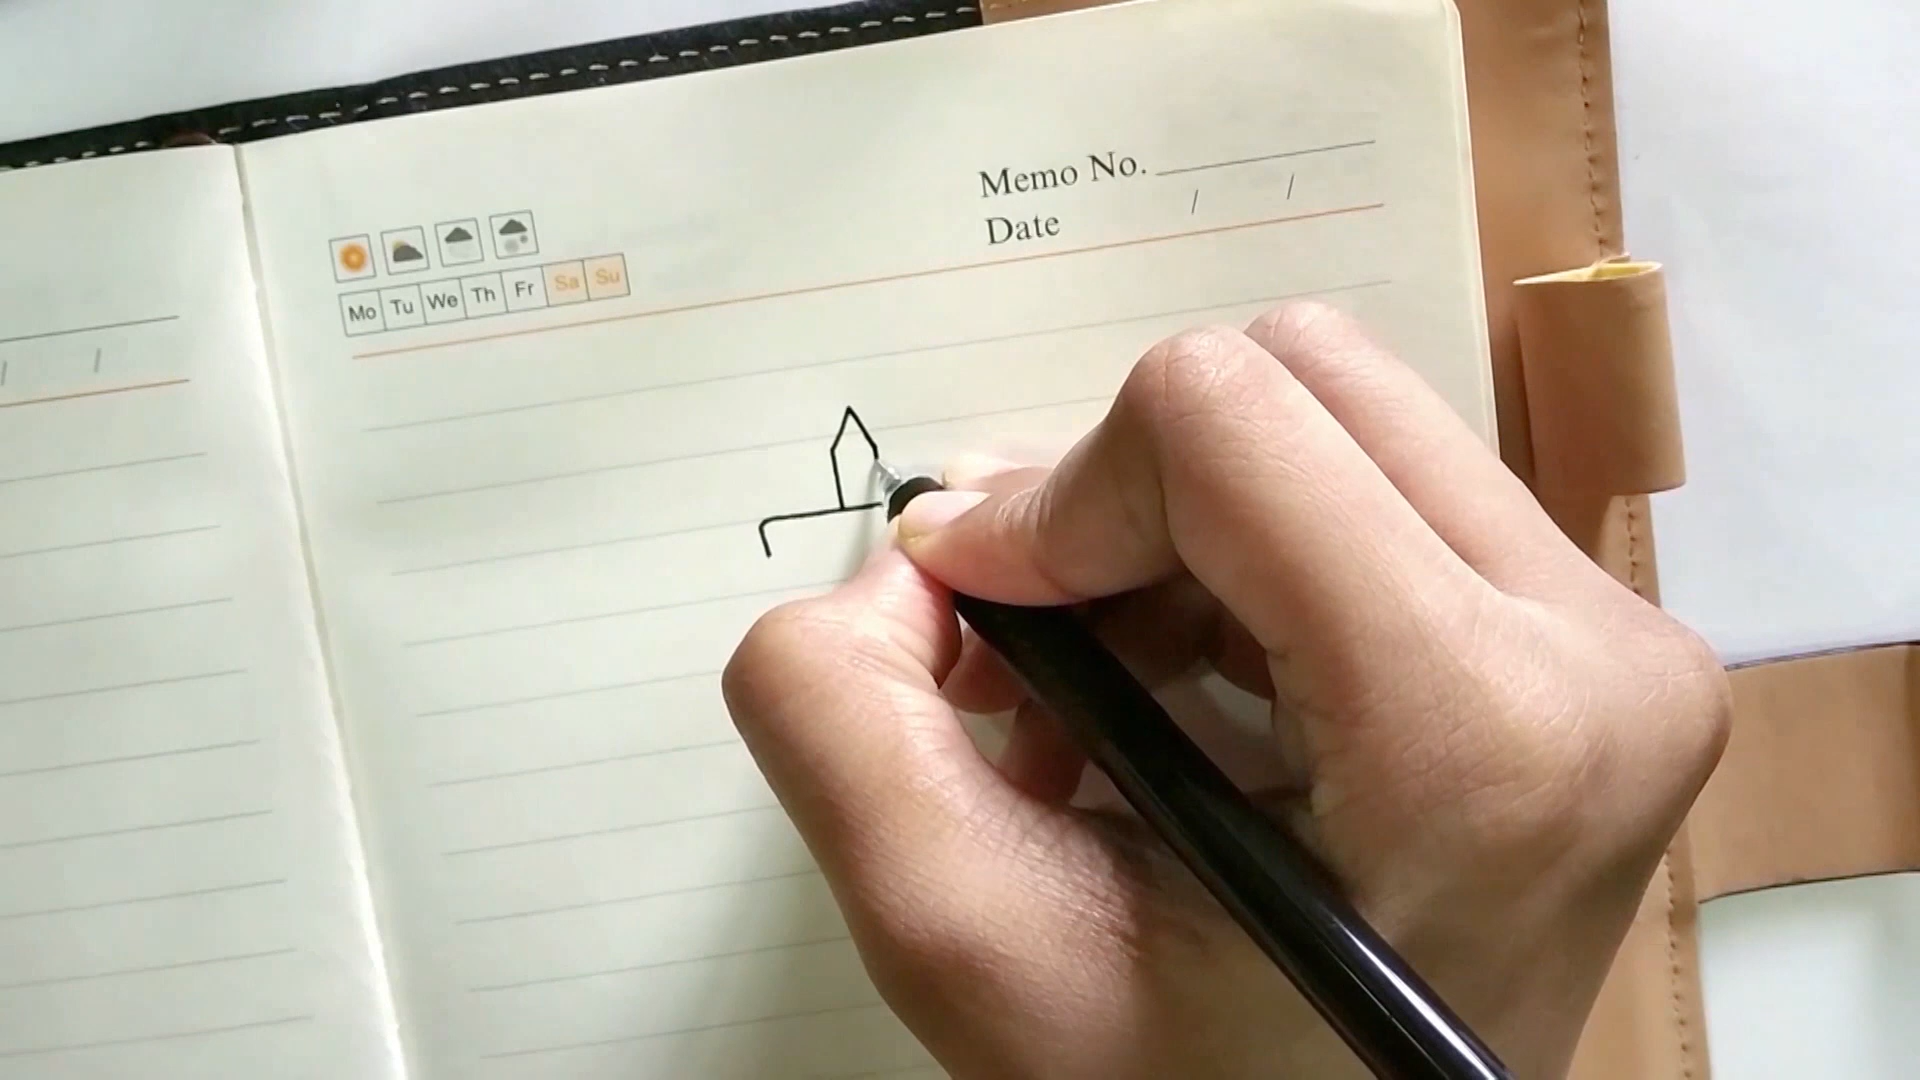 Memo No.
Date / /
Mo Tu We Th Fr Sa Su
/ /